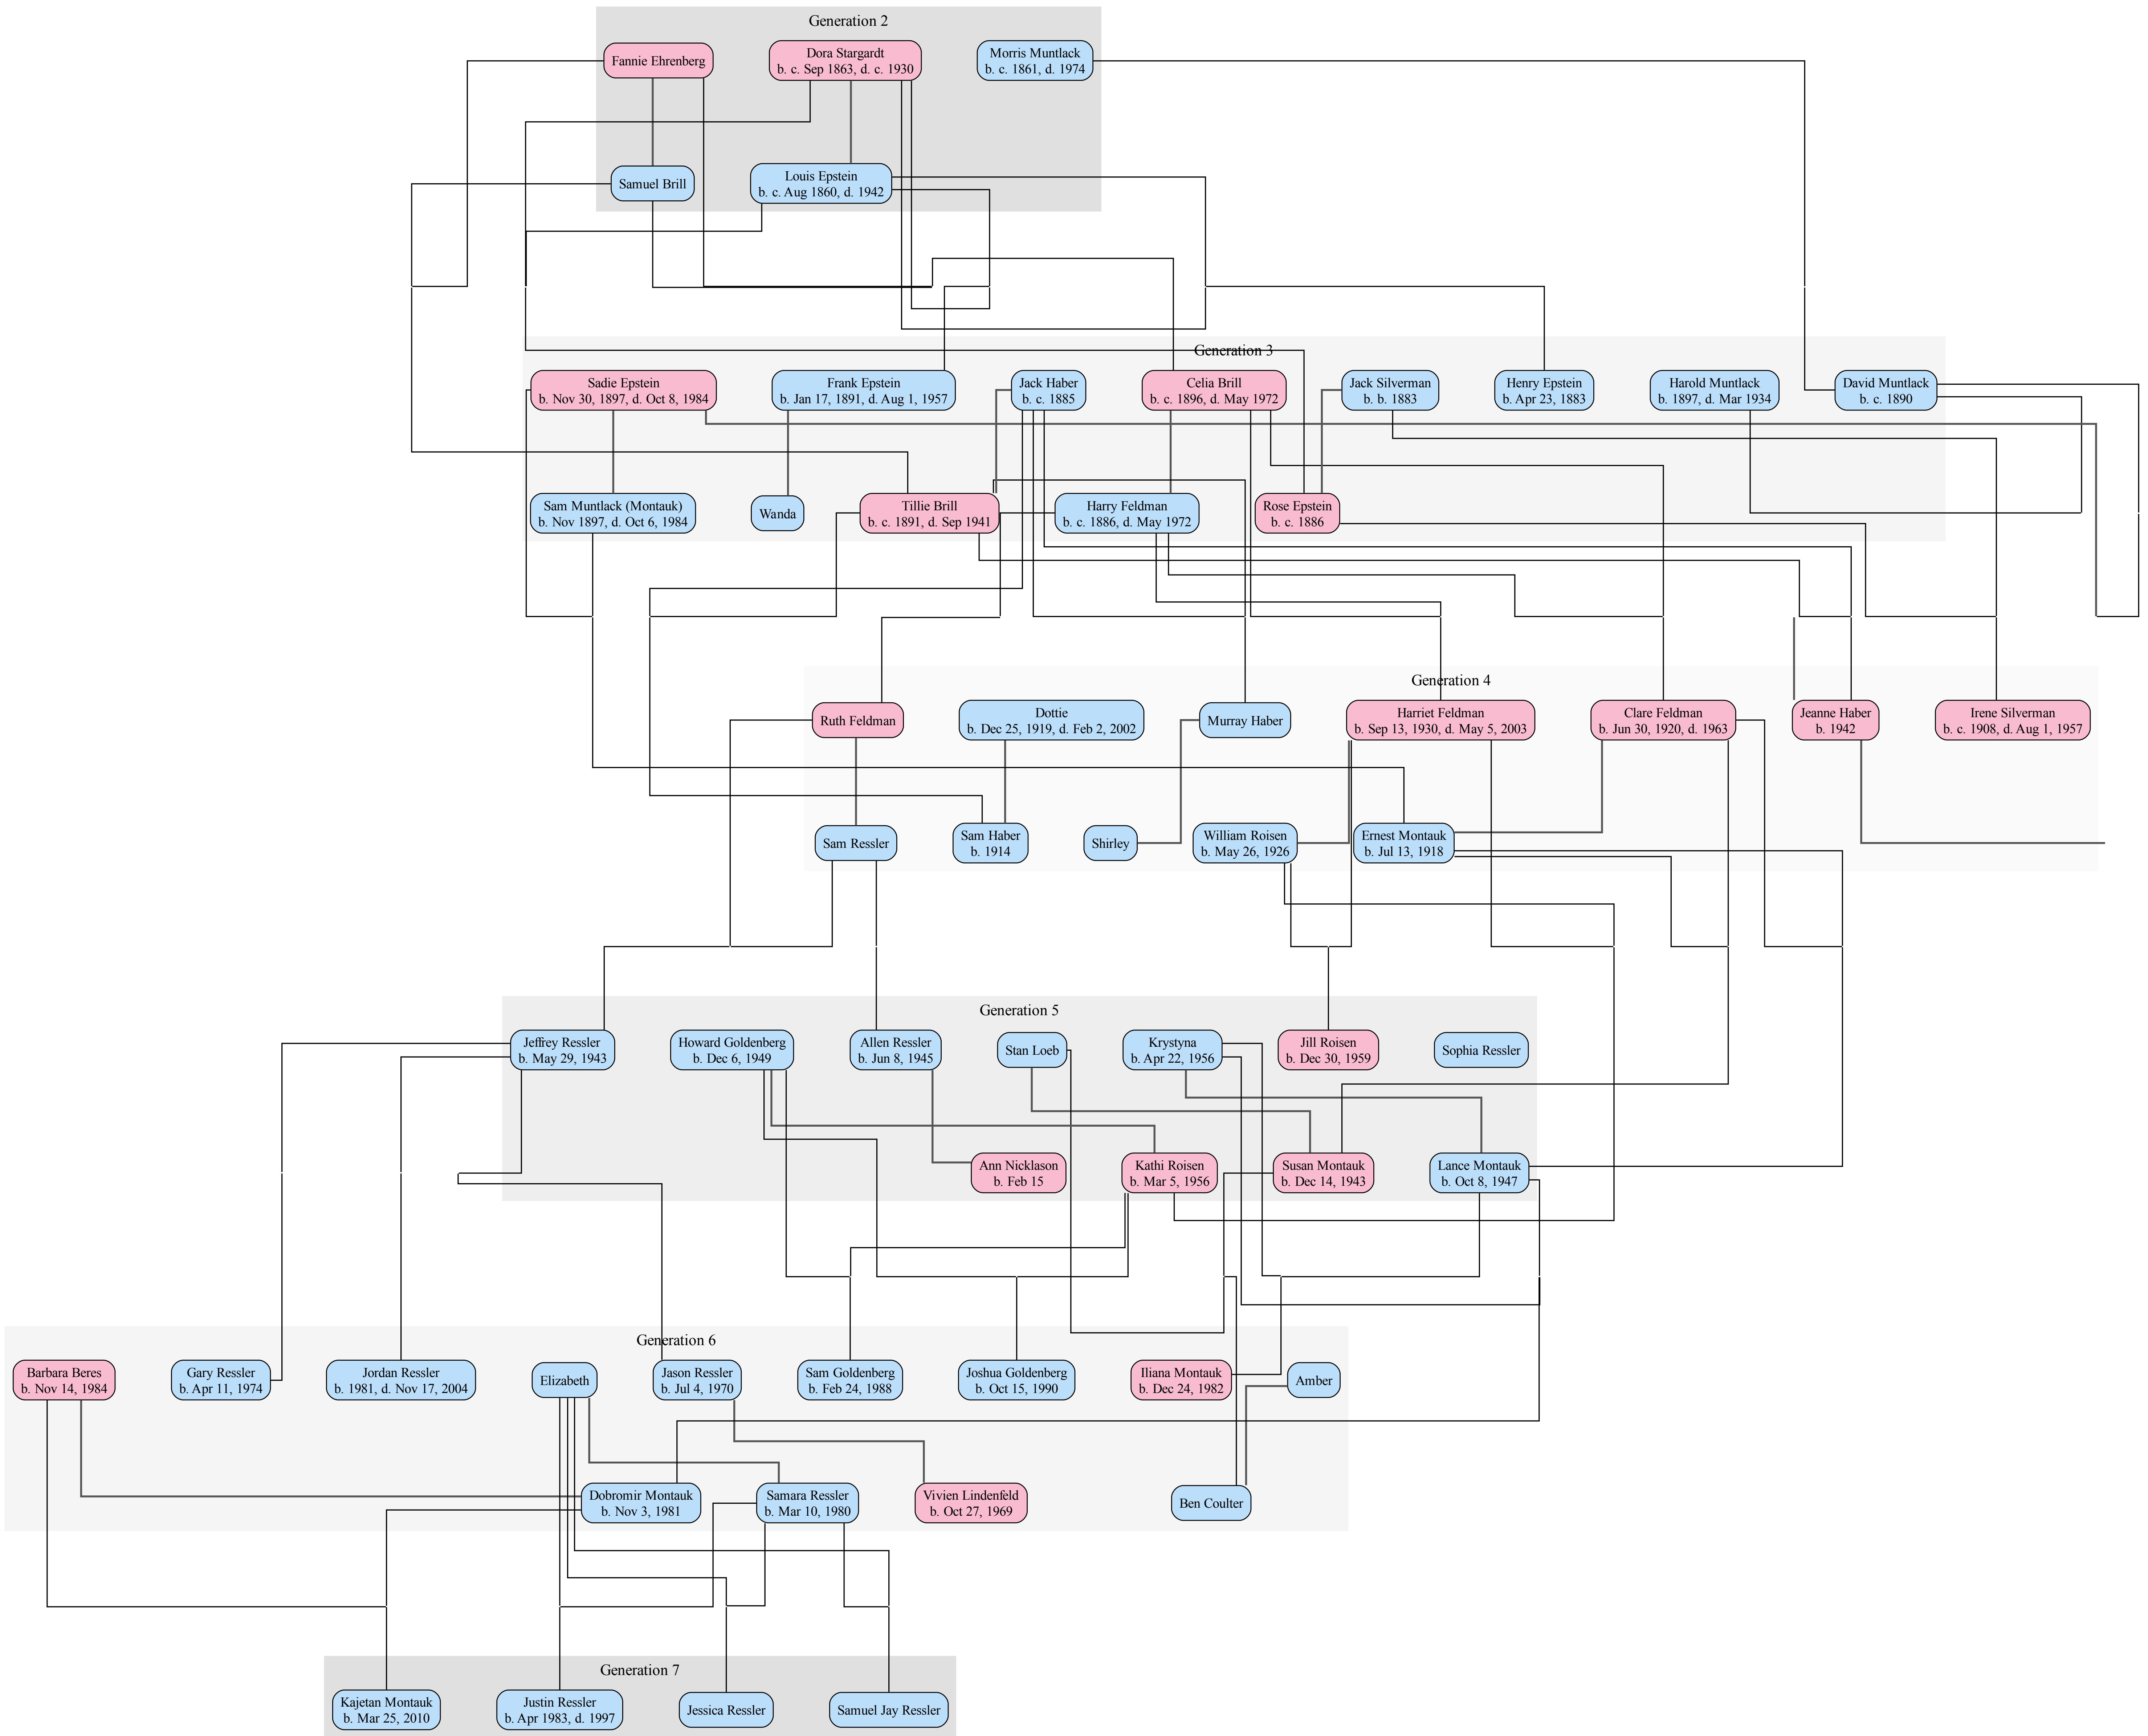 Generation 2
Fannie Ehrenberg
Dora Stargardt
b. c. Sep 1863, d. c. 1930
Morris Muntlack
b. c. 1861, d. 1974
Samuel Brill
Louis Epstein
b. c. Aug 1860, d. 1942
Generation 3
Sadie Epstein
b. Nov 30, 1897, d. Oct 8, 1984
Frank Epstein
b. Jan 17, 1891, d. Aug 1, 1957
Jack Haber
b. c. 1885
Celia Brill
b. c. 1896, d. May 1972
Jack Silverman
b. b. 1883
Henry Epstein
b. Apr 23, 1883
Harold Muntlack
b. 1897, d. Mar 1934
David Muntlack
b. c. 1890
Sam Muntlack (Montauk)
b. Nov 1897, d. Oct 6, 1984
Wanda
Tillie Brill
b. c. 1891, d. Sep 1941
Harry Feldman
b. c. 1886, d. May 1972
Rose Epstein
b. c. 1886
Generation 4
Ruth Feldman
Dottie
b. Dec 25, 1919, d. Feb 2, 2002
Murray Haber
Harriet Feldman
b. Sep 13, 1930, d. May 5, 2003
Clare Feldman
b. Jun 30, 1920, d. 1963
Jeanne Haber
b. 1942
Irene Silverman
b. c. 1908, d. Aug 1, 1957
Sam Ressler
Sam Haber
b. 1914
Shirley
William Roisen
b. May 26, 1926
Ernest Montauk
b. Jul 13, 1918
Generation 5
Jeffrey Ressler
b. May 29, 1943
Howard Goldenberg
b. Dec 6, 1949
Allen Ressler
b. Jun 8, 1945
Stan Loeb
Krystyna
b. Apr 22, 1956
Jill Roisen
b. Dec 30, 1959
Sophia Ressler
Ann Nicklason
b. Feb 15
Kathi Roisen
b. Mar 5, 1956
Susan Montauk
b. Dec 14, 1943
Lance Montauk
b. Oct 8, 1947
Generation 6
Barbara Beres
b. Nov 14, 1984
Gary Ressler
b. Apr 11, 1974
Jordan Ressler
b. 1981, d. Nov 17, 2004
Elizabeth
Jason Ressler
b. Jul 4, 1970
Sam Goldenberg
b. Feb 24, 1988
Joshua Goldenberg
b. Oct 15, 1990
Iliana Montauk
b. Dec 24, 1982
Amber
Dobromir Montauk
b. Nov 3, 1981
Samara Ressler
b. Mar 10, 1980
Vivien Lindenfeld
b. Oct 27, 1969
Ben Coulter
Generation 7
Kajetan Montauk
b. Mar 25, 2010
Justin Ressler
b. Apr 1983, d. 1997
Jessica Ressler
Samuel Jay Ressler